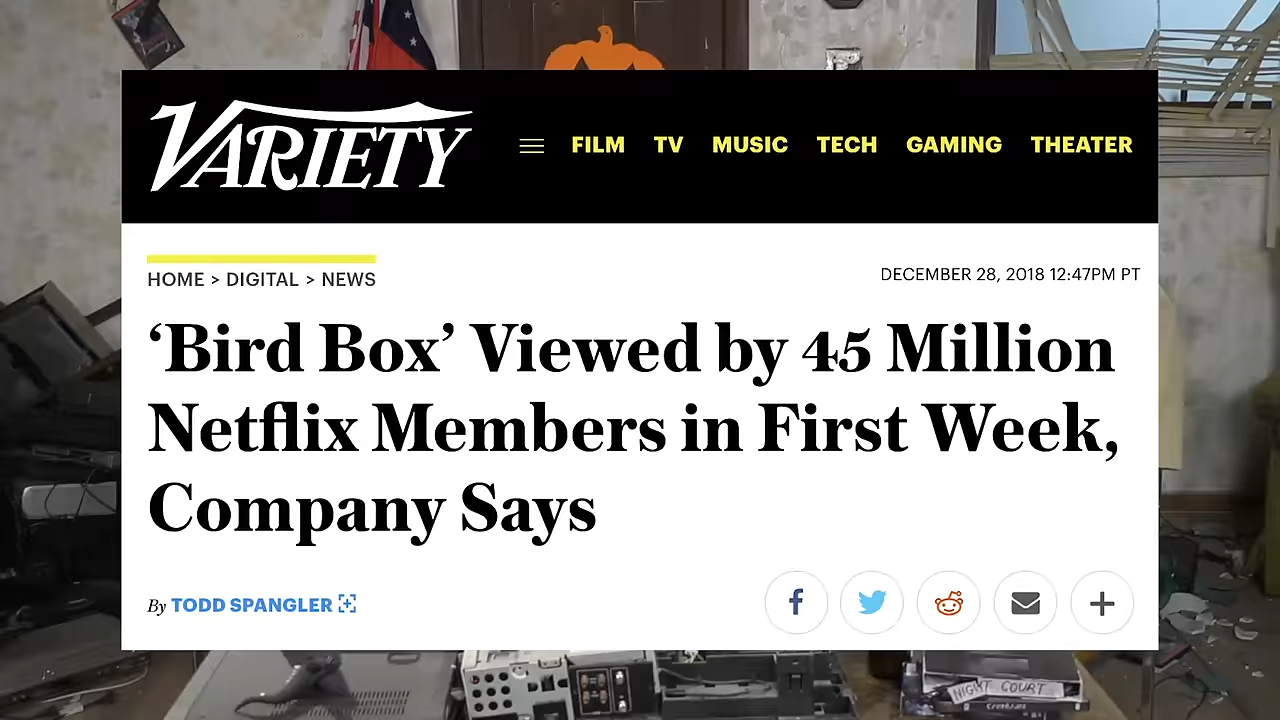 VARIETY
FILM TV MUSIC TECH GAMING THEATER
HOME > DIGITAL > NEWS
DECEMBER 28, 2018 12:47PM PT
‘Bird Box’ Viewed by 45 Million
Netflix Members in First Week,
Company Says
By TODD SPANGLER
NIGHT COURT